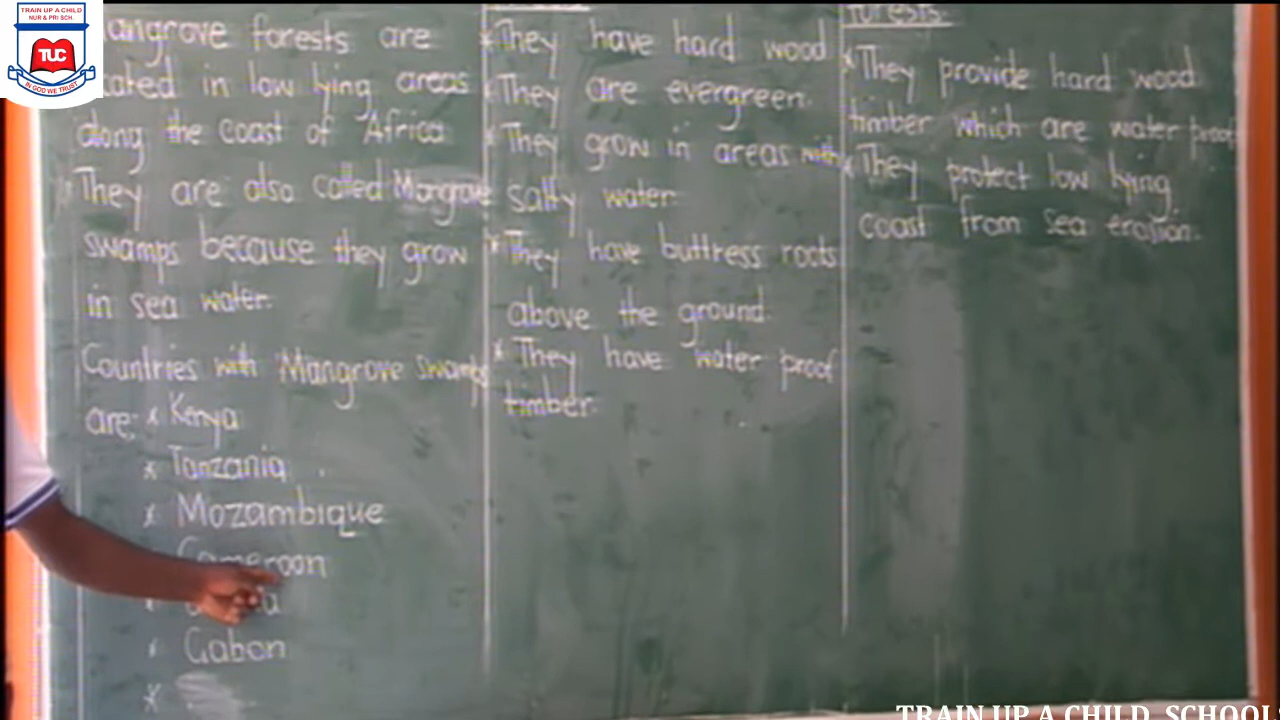 TRAIN UP A CHILD
NUR & PRI SCH.
TUC
IN GOD WE TRUST
angrove forests are
cated in low lying areas
along the coast of Africa
They are also called Mangrove
swamps because they grow
in sea water.
Countries with Mangrove swamps
are: * Kenya
* Tanzania
* Mozambique
Cameroon
*
* Gabon
*
* They have hard wood
* They are evergreen.
* They grow in areas with
salty water.
* They have buttress roots
above the ground.
* They have water proof
timber.
forests.
* They provide hard wood
timber which are water proof
* They protect low lying
coast from sea erosion.
TRAIN UP A CHILD SCHOOL